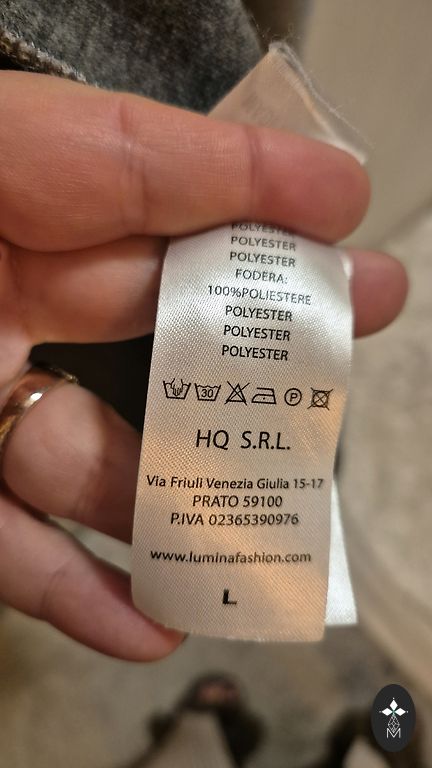 POLYESTER
POLYESTER
POLYESTER
FODERA:
100%POLIESTERE
POLYESTER
POLYESTER
POLYESTER
30
P
HQ S.R.L.
Via Friuli Venezia Giulia 15-17
PRATO 59100
P.IVA 02365390976
www.luminafashion.com
L
M